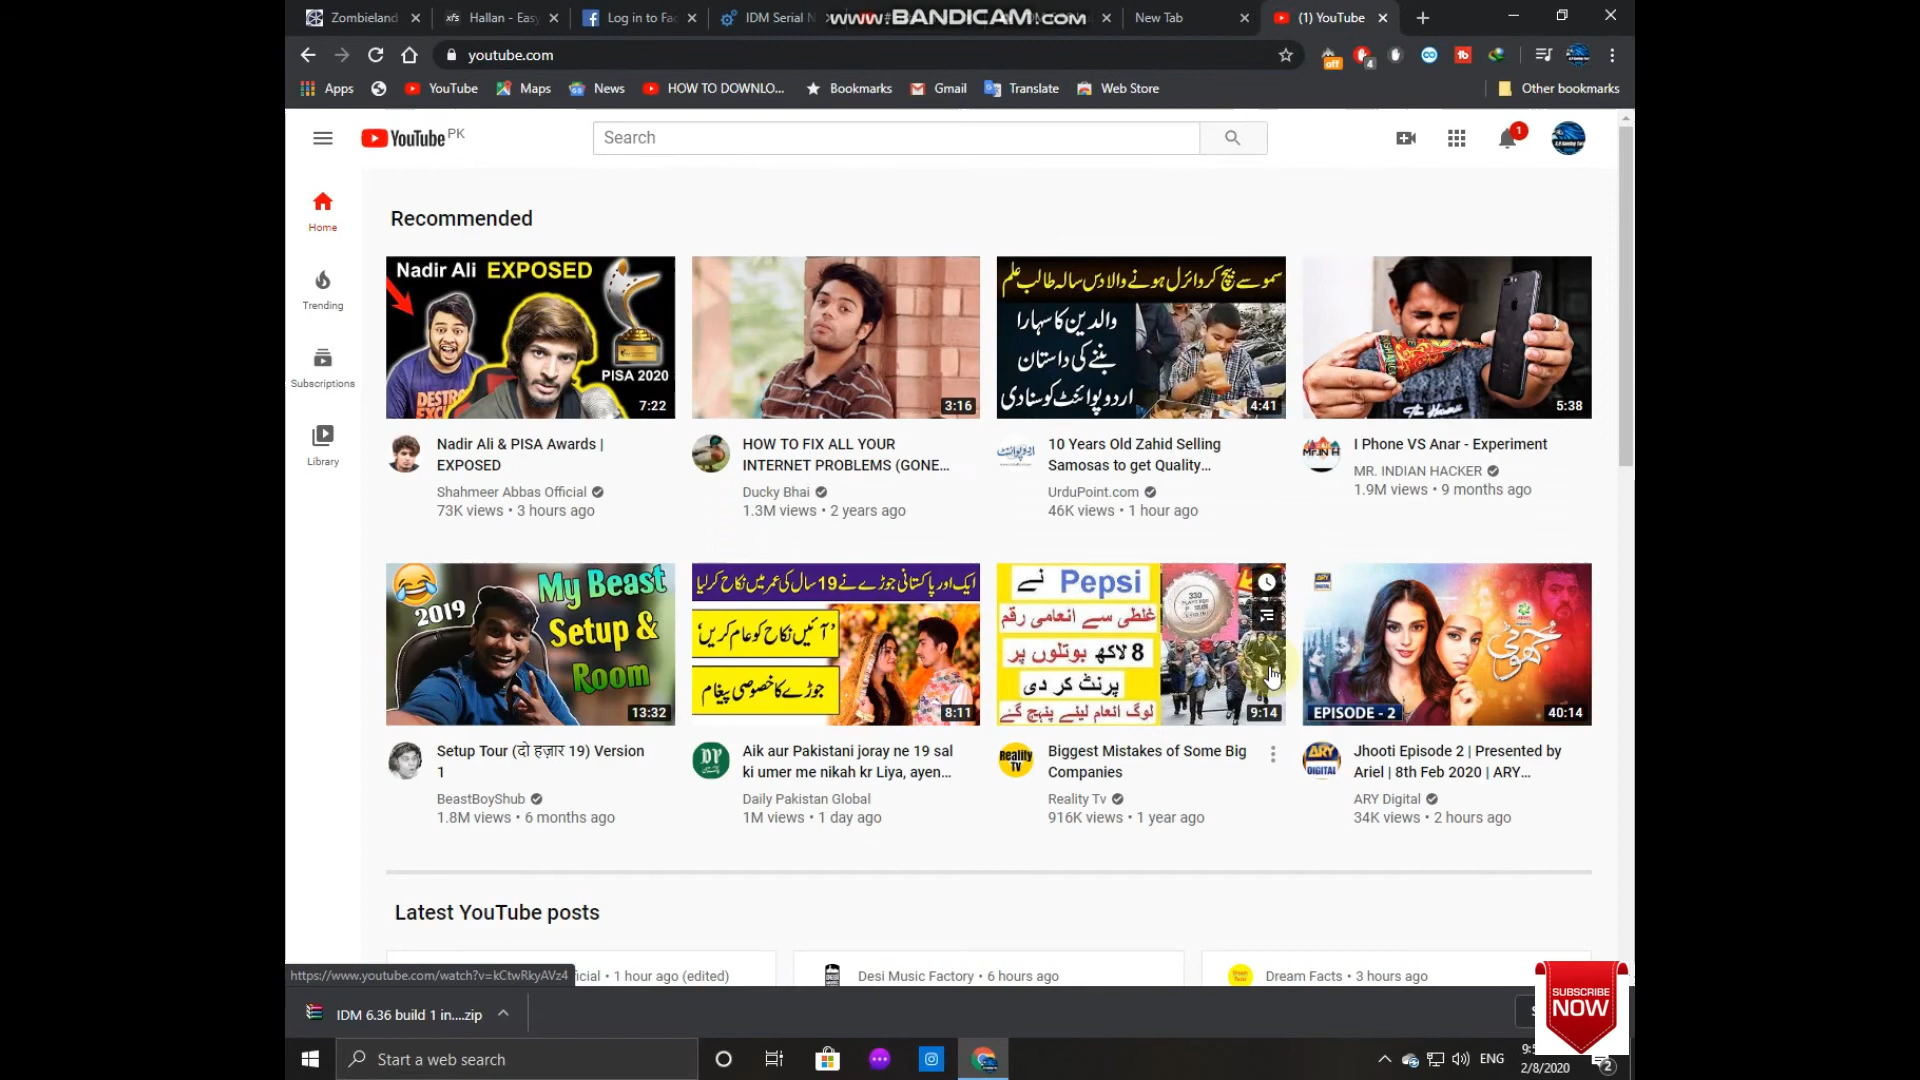 Zombieland
Hallan - Easy
Log in to Fac
IDM Serial N
www.BANDICAM.com
New Tab
(1) YouTube
youtube.com
off
4
Apps
YouTube
Maps
News
HOW TO DOWNLO...
Bookmarks
Gmail
Translate
Web Store
Other bookmarks
YouTube PK
Search
1
Home
Trending
Subscriptions
Library
Recommended
Nadir Ali EXPOSED
PISA 2020
7:22
3:16
سموسے بیچ کر وائرل ہونے والا دس سالہ طالب علم
والدین کا سہارا
بننے کی داستان
اردو پوائنٹ کو سنا دی
4:41
5:38
Nadir Ali & PISA Awards |
EXPOSED
Shahmeer Abbas Official
73K views • 3 hours ago
HOW TO FIX ALL YOUR
INTERNET PROBLEMS (GONE...
Ducky Bhai
1.3M views • 2 years ago
10 Years Old Zahid Selling
Samosas to get Quality...
UrduPoint.com
46K views • 1 hour ago
I Phone VS Anar - Experiment
MR. INDIAN HACKER
1.9M views • 9 months ago
2019
My Beast
Setup &
Room
13:32
ایک اور پاکستانی جوڑے نے 19 سال کی عمر میں نکاح کر لیا
'آئیں نکاح کو عام کریں'
جوڑے کا خصوصی پیغام
8:11
Pepsi نے
غلطی سے انعامی رقم
8 لاکھ بوتلوں پر
پرنٹ کر دی
لوگ انعام لینے پہنچ گئے
9:14
جھوٹی
EPISODE - 2
40:14
Setup Tour (दो हज़ार 19) Version
1
BeastBoyShub
1.8M views • 6 months ago
DP
Aik aur Pakistani joray ne 19 sal
ki umer me nikah kr Liya, ayen...
Daily Pakistan Global
1M views • 1 day ago
Reality
TV
Biggest Mistakes of Some Big
Companies
Reality Tv
916K views • 1 year ago
ARY
DIGITAL
Jhooti Episode 2 | Presented by
Ariel | 8th Feb 2020 | ARY...
ARY Digital
34K views • 2 hours ago
Latest YouTube posts
https://www.youtube.com/watch?v=kCtwRkyAVz4
ficial • 1 hour ago (edited)
Desi Music Factory • 6 hours ago
Dream Facts • 3 hours ago
IDM 6.36 build 1 in....zip
SUBSCRIBE
NOW
Start a web search
ENG
2/8/2020
2